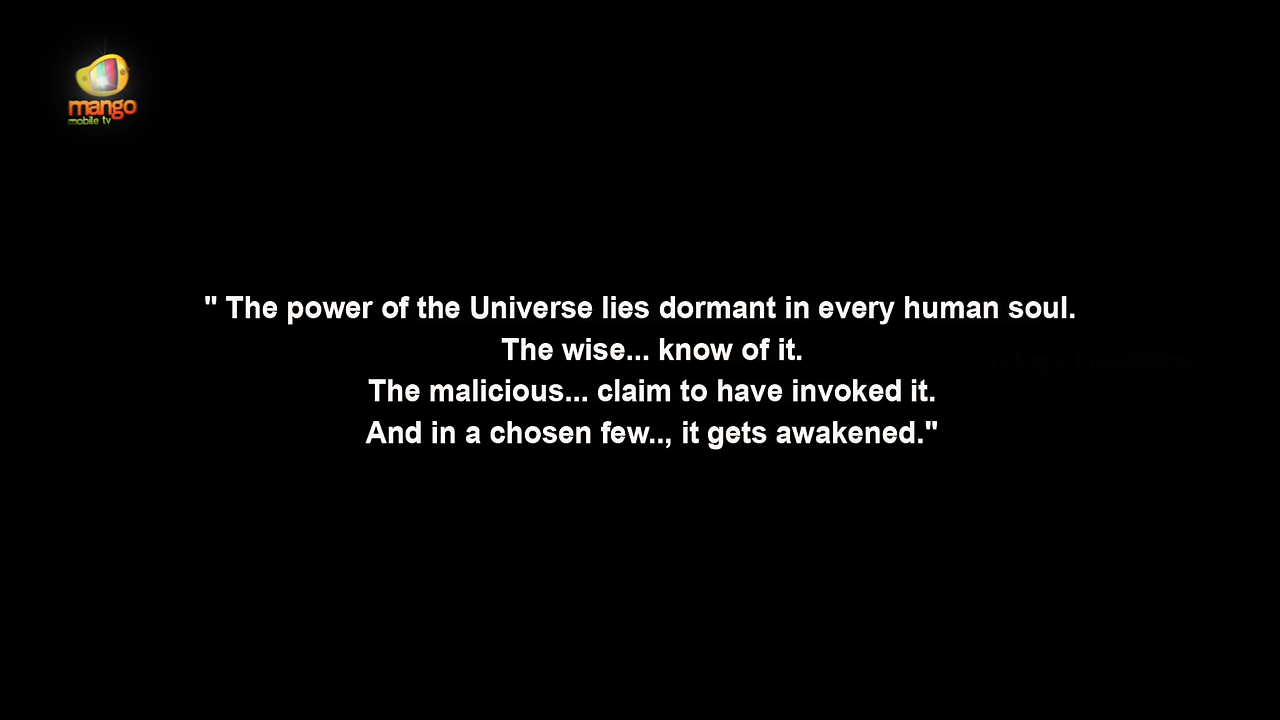 mango
mobile tv
" The power of the Universe lies dormant in every human soul.
The wise... know of it.
The malicious... claim to have invoked it.
And in a chosen few.., it gets awakened."